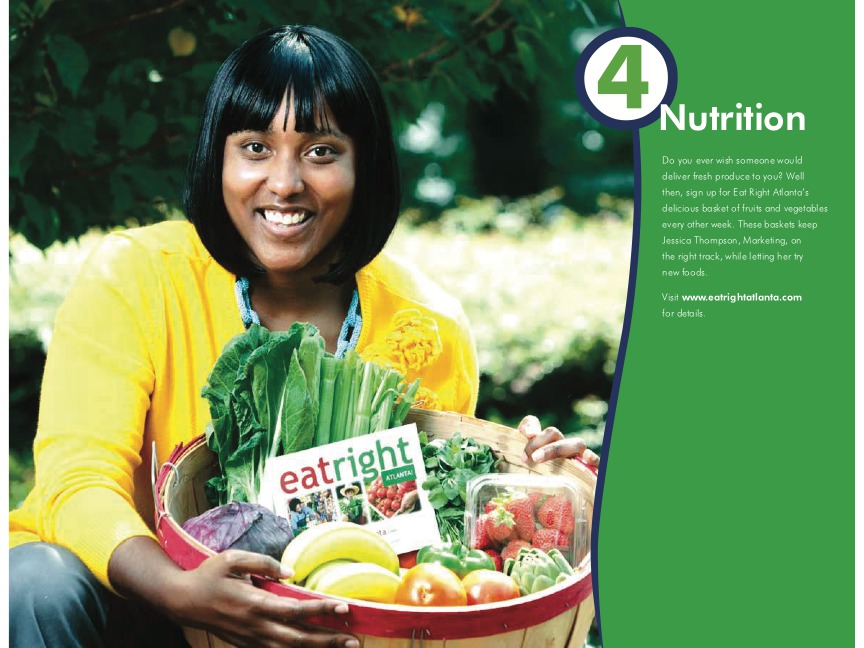 4
Nutrition
Do you ever wish someone would
deliver fresh produce to you? Well
then, sign up for Eat Right Atlanta's
delicious basket of fruits and vegetables
every other week. These baskets keep
Jessica Thompson, Marketing, on
the right track, while letting her try
new foods.
Visit www.eatrightatlanta.com
for details.
eatright
ATLANTA!